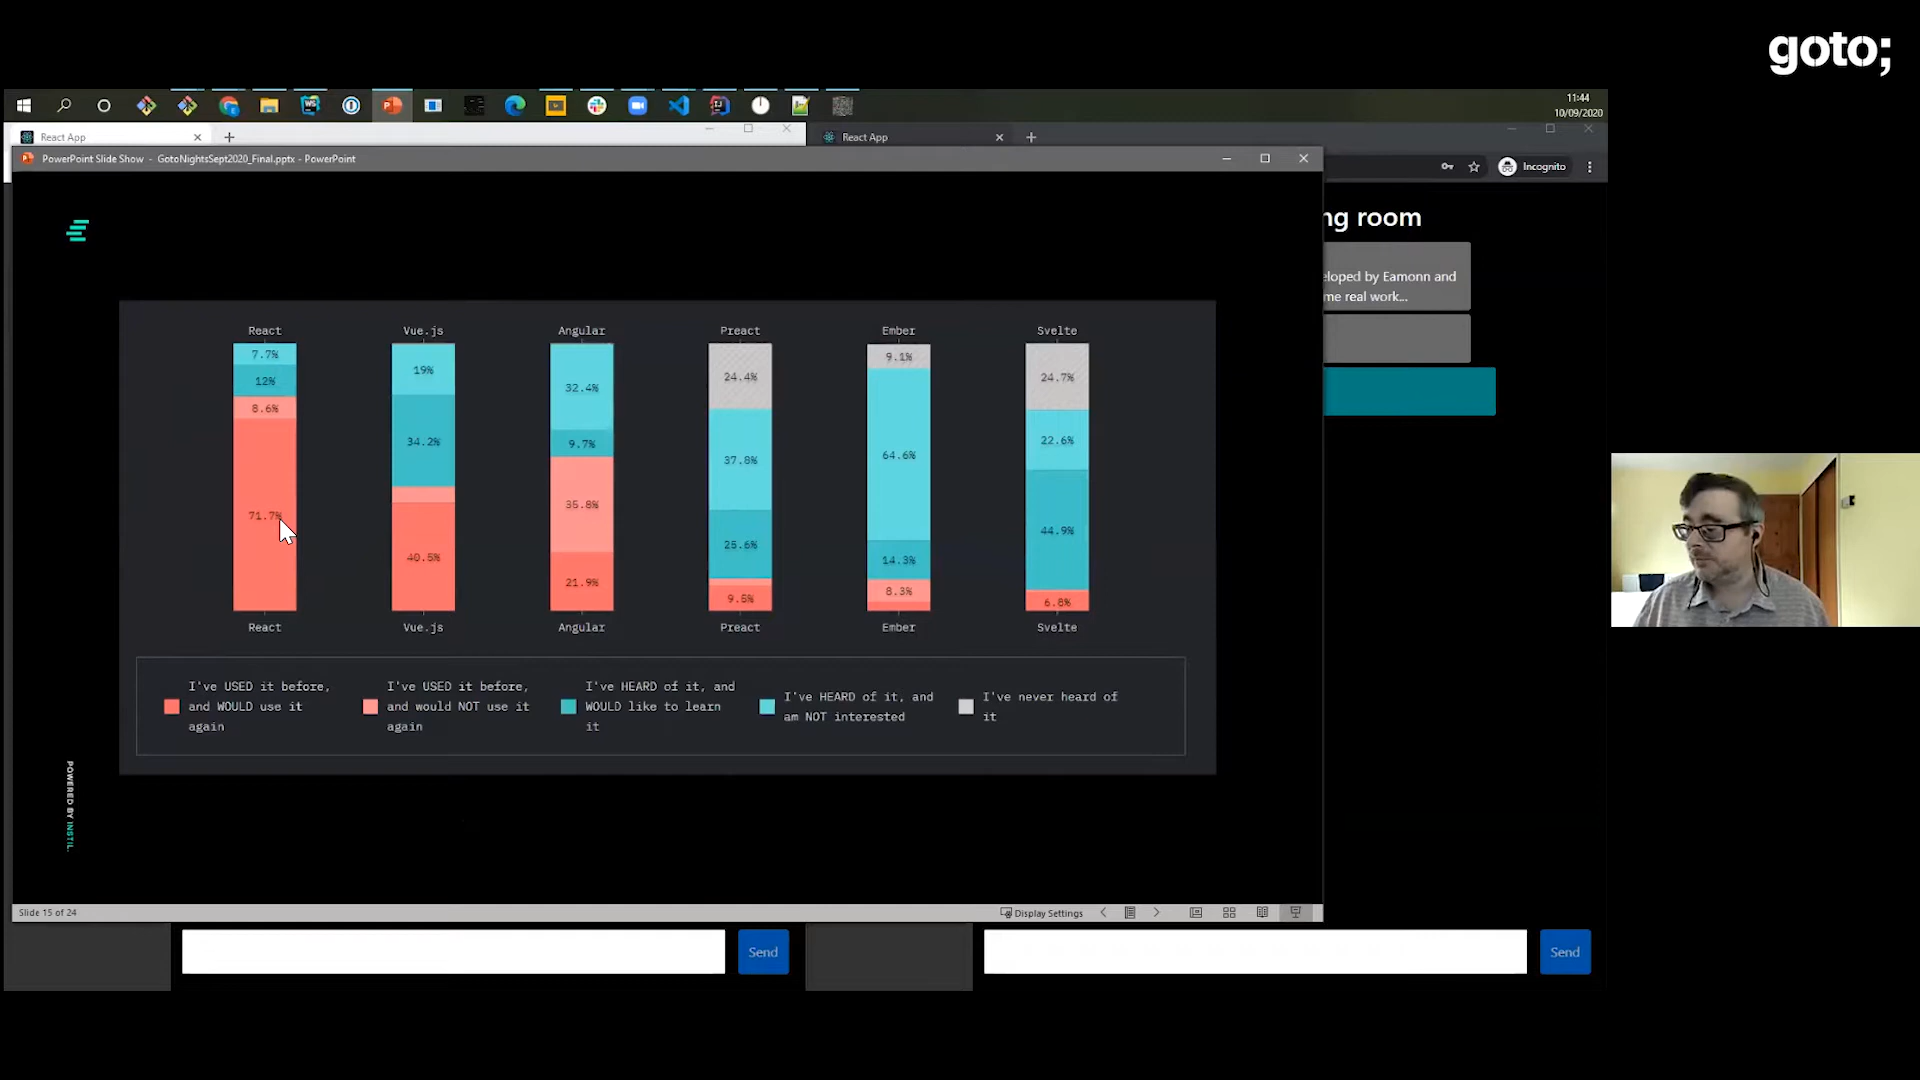 goto;
11:44
10/09/2020
React App
React App
PowerPoint Slide Show - GotoNightsSept2020_Final.pptx - PowerPoint
Incognito
ng room
eloped by Eamonn and
me real work...
React
Vue.js
Angular
Preact
Ember
Svelte
7.7%
12%
8.6%
71.7%
19%
34.2%
40.5%
32.4%
9.7%
35.8%
21.9%
24.4%
37.8%
25.6%
9.5%
9.1%
64.6%
14.3%
8.3%
24.7%
22.6%
44.9%
6.8%
React
Vue.js
Angular
Preact
Ember
Svelte
I've USED it before,
and WOULD use it
again
I've USED it before,
and would NOT use it
again
I've HEARD of it, and
WOULD like to learn
it
I've HEARD of it, and
am NOT interested
I've never heard of
it
POWERED BY INSTIL.
Slide 15 of 24
Display Settings
Send
Send